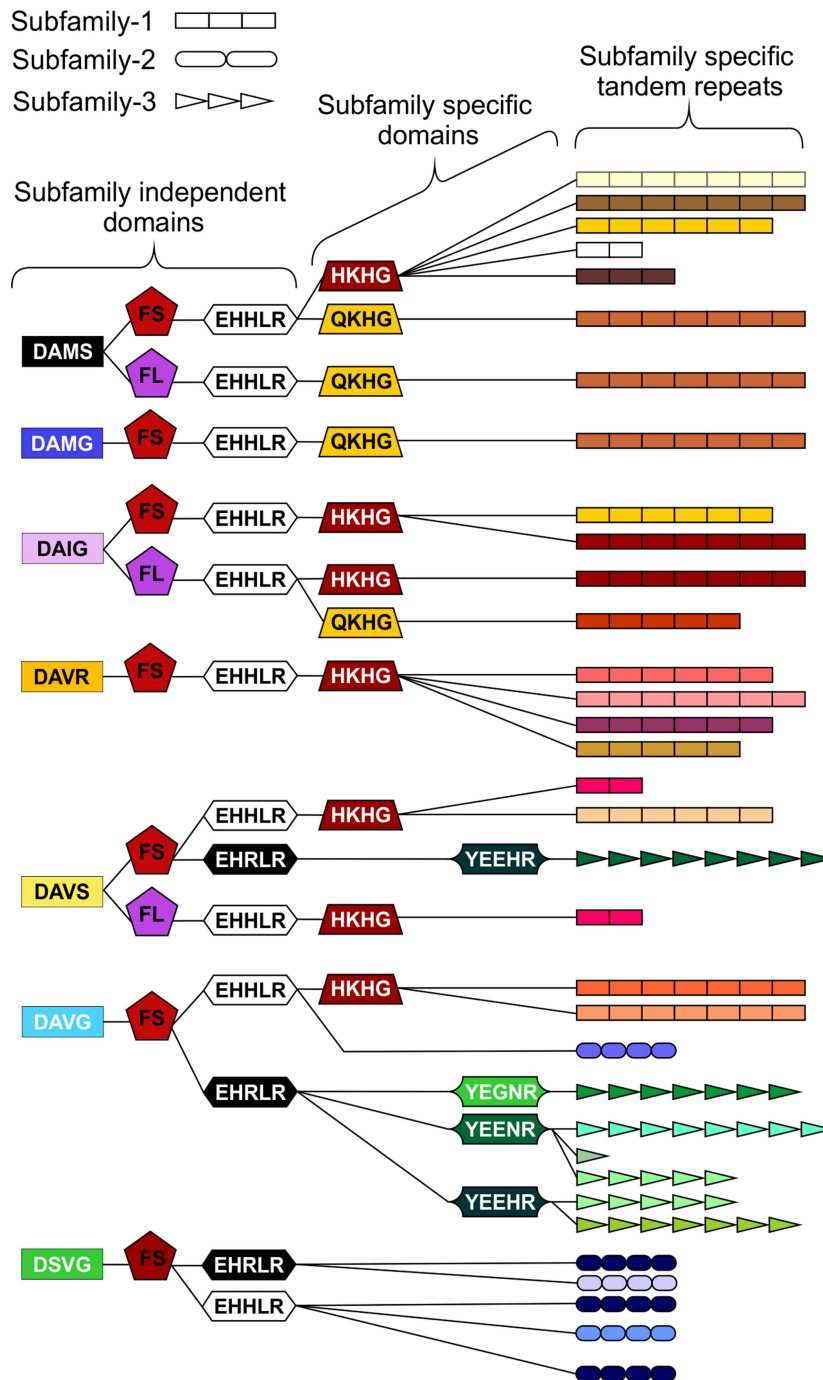 Subfamily-1
Subfamily-2
Subfamily-3
Subfamily specific
tandem repeats
Subfamily specific
domains
Subfamily independent
domains
HKHG
FS
EHHLR
QKHG
DAMS
FL
EHHLR
QKHG
DAMG
FS
EHHLR
QKHG
FS
EHHLR
HKHG
DAIG
FL
EHHLR
HKHG
QKHG
DAVR
FS
EHHLR
HKHG
EHHLR
HKHG
FS
EHRLR
YEEHR
DAVS
FL
EHHLR
HKHG
EHHLR
HKHG
DAVG
FS
EHRLR
YEGNR
YEENR
YEEHR
DSVG
FS
EHRLR
EHHLR